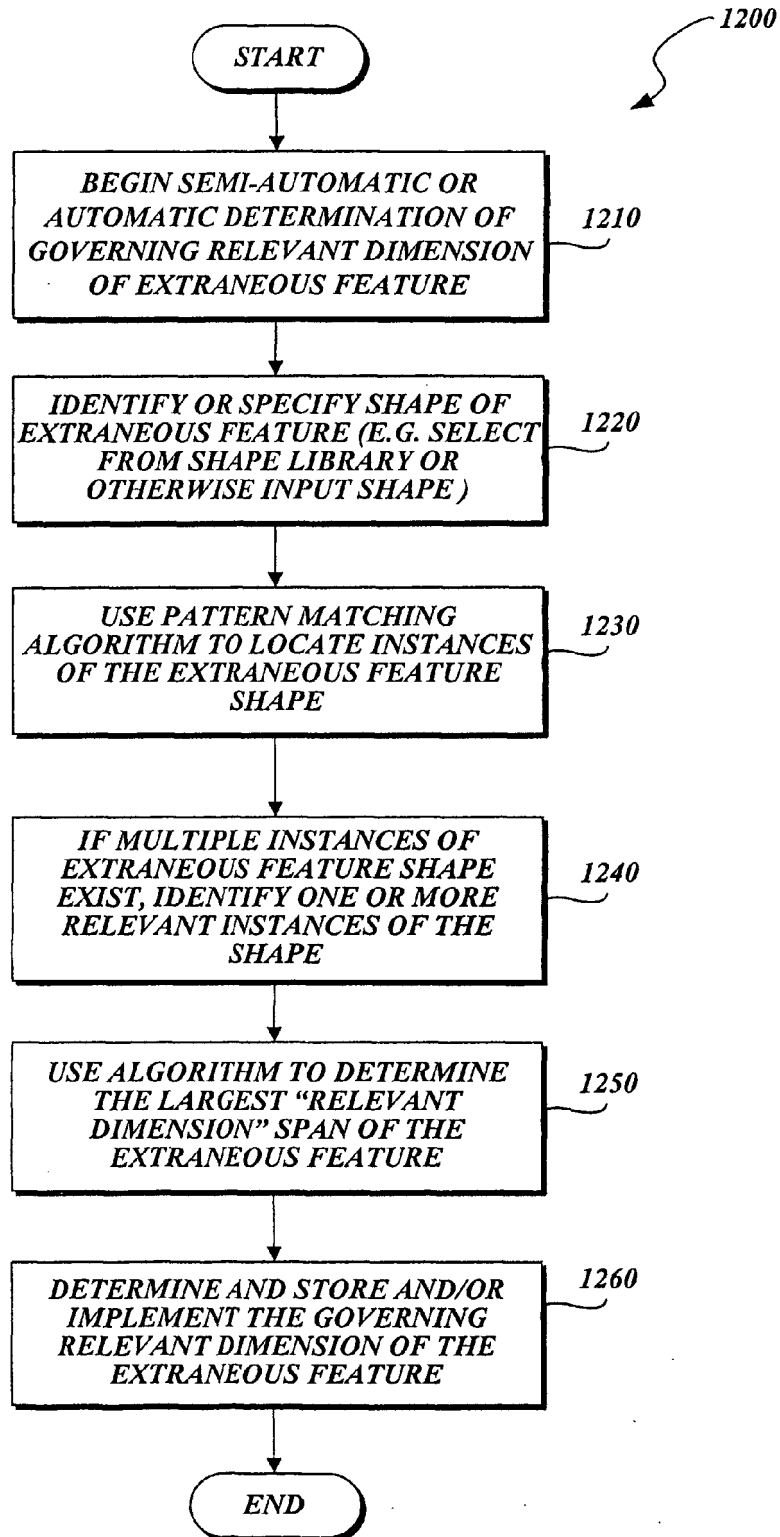 1200
START
BEGIN SEMI-AUTOMATIC OR
AUTOMATIC DETERMINATION OF
GOVERNING RELEVANT DIMENSION
OF EXTRANEOUS FEATURE
1210
IDENTIFY OR SPECIFY SHAPE OF
EXTRANEOUS FEATURE (E.G. SELECT
FROM SHAPE LIBRARY OR
OTHERWISE INPUT SHAPE )
1220
USE PATTERN MATCHING
ALGORITHM TO LOCATE INSTANCES
OF THE EXTRANEOUS FEATURE
SHAPE
1230
IF MULTIPLE INSTANCES OF
EXTRANEOUS FEATURE SHAPE
EXIST, IDENTIFY ONE OR MORE
RELEVANT INSTANCES OF THE
SHAPE
1240
USE ALGORITHM TO DETERMINE
THE LARGEST “RELEVANT
DIMENSION” SPAN OF THE
EXTRANEOUS FEATURE
1250
DETERMINE AND STORE AND/OR
IMPLEMENT THE GOVERNING
RELEVANT DIMENSION OF THE
EXTRANEOUS FEATURE
1260
END